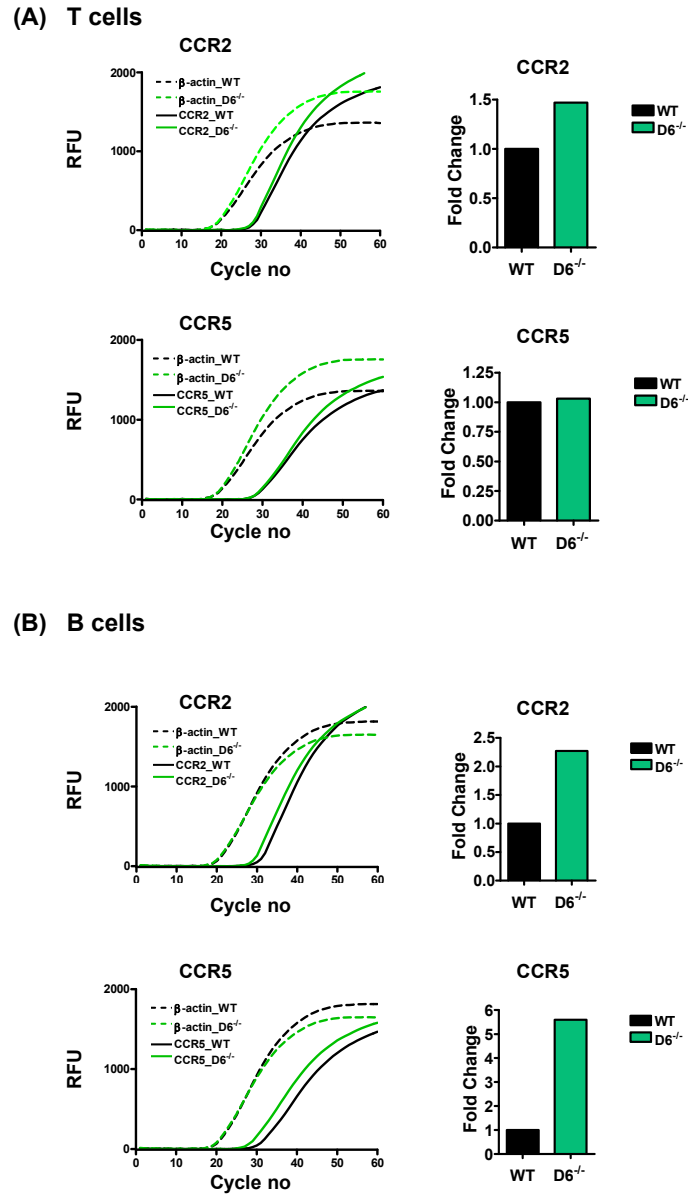 (A) T cells
CCR2
2000
1000
0
0 10 20 30 40 50 60
RFU
Cycle no
β-actin_WT
β-actin_D6-/-
CCR2_WT
CCR2_D6-/-
CCR2
1.5
1.0
0.5
0.0
Fold Change
WT D6-/-
WT
D6-/-
CCR5
2000
1000
0
0 10 20 30 40 50 60
RFU
Cycle no
β-actin_WT
β-actin_D6-/-
CCR5_WT
CCR5_D6-/-
CCR5
1.25
1.00
0.75
0.50
0.25
0.00
Fold Change
WT D6-/-
WT
D6-/-
(B) B cells
CCR2
2000
1000
0
0 10 20 30 40 50 60
RFU
Cycle no
β-actin_WT
β-actin_D6-/-
CCR2_WT
CCR2_D6-/-
CCR2
2.5
2.0
1.5
1.0
0.5
0.0
Fold Change
WT D6-/-
WT
D6-/-
CCR5
2000
1000
0
0 10 20 30 40 50 60
RFU
Cycle no
β-actin_WT
β-actin_D6-/-
CCR5_WT
CCR5_D6-/-
CCR5
6
5
4
3
2
1
0
Fold Change
WT D6-/-
WT
D6-/-